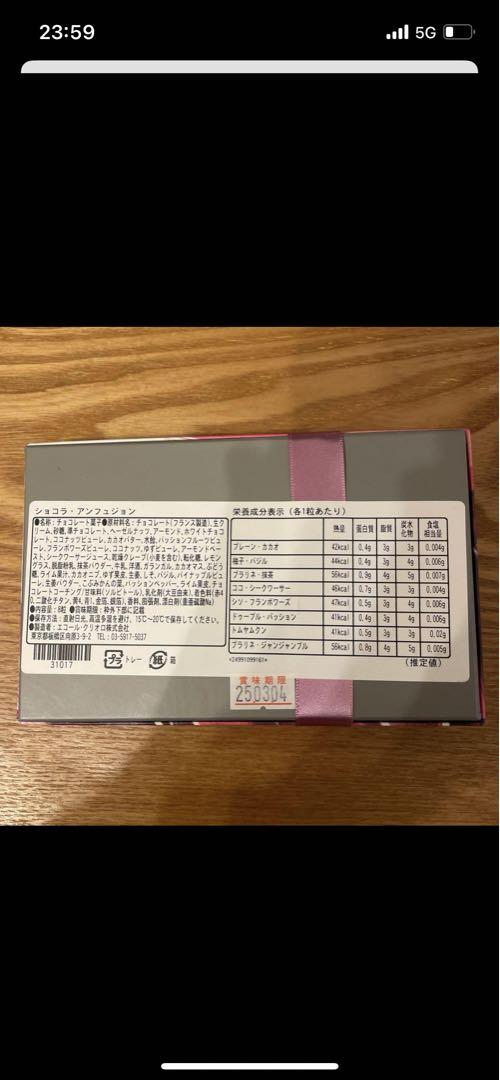 23:59
5G
ショコラ・アンフュジョン
●名称:チョコレート菓子●原材料名:チョコレート(フランス製造),生ク
リーム,砂糖,準チョコレート,ヘーゼルナッツ,アーモンド,ホワイトチョコ
レート,ココナッツピューレ,カカオバター,水飴,パッションフルーツピュ
ーレ,フランボワーズピューレ,ココナッツ,ゆずピューレ,アーモンドペー
スト,シークワーサージュース,乾燥クレープ(小麦を含む),転化糖,レモン
グラス,脱脂粉乳,抹茶パウダー,牛乳,洋酒,ガランガル,カカオマス,ぶどう
糖,ライム果汁,カカオニブ,ゆず果皮,生姜,しそ,バジル,パイナップルピュ
ーレ,生姜パウダー,こぶみかんの葉,パッションペッパー,ライム果皮,チョ
コレートコーチング/甘味料(ソルビトール),乳化剤(大豆由来),着色料(赤4
0,二酸化チタン,黄4,青1,金箔,銀箔),香料,膨張剤,漂白剤(亜硫酸Na)
●内容量:8粒 ●賞味期限:枠外下部に記載
●保存方法:直射日光,高温多湿を避け、15℃~20℃で保存してください。
●製造者:エコール・クリオロ株式会社
東京都板橋区向原3-9-2 TEL:03-5917-5037
31017
プラ トレー 紙 箱
栄養成分表示(各1粒あたり)
熱量 蛋白質 脂質 炭水化物 食塩相当量
プレーン・カカオ 42kcal 0.4g 3g 3g 0.004g
柚子・バジル 44kcal 0.4g 3g 4g 0.006g
プラリネ・抹茶 56kcal 0.9g 4g 5g 0.007g
ココ・シークワーサー 46kcal 0.7g 3g 3g 0.004g
シソ・フランボワーズ 47kcal 0.5g 3g 4g 0.006g
ドゥーブル・パッション 41kcal 0.4g 3g 4g 0.006g
トムヤムクン 41kcal 0.5g 3g 3g 0.02g
プラリネ・ジャンジャンブル 56kcal 0.8g 4g 5g 0.005g
*24991099161*
(推定値)
賞味期限
250304